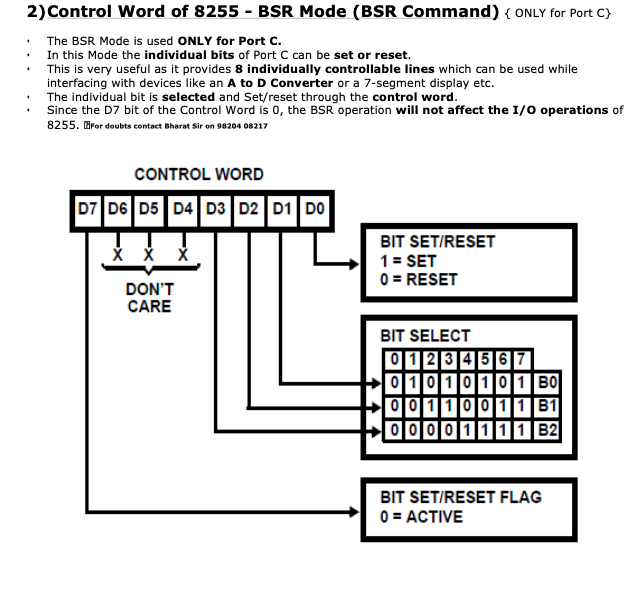 2) Control Word of 8255 - BSR Mode (BSR Command) { ONLY for Port C}
· The BSR Mode is used ONLY for Port C.
· In this Mode the individual bits of Port C can be set or reset.
· This is very useful as it provides 8 individually controllable lines which can be used while
interfacing with devices like an A to D Converter or a 7-segment display etc.
· The individual bit is selected and Set/reset through the control word.
· Since the D7 bit of the Control Word is 0, the BSR operation will not affect the I/O operations of
8255. For doubts contact Bharat Sir on 98204 08217
CONTROL WORD
D7 D6 D5 D4 D3 D2 D1 D0
X X X
DON'T
CARE
BIT SET/RESET
1 = SET
0 = RESET
BIT SELECT
0 1 2 3 4 5 6 7
0 1 0 1 0 1 0 1 B0
0 0 1 1 0 0 1 1 B1
0 0 0 0 1 1 1 1 B2
BIT SET/RESET FLAG
0 = ACTIVE